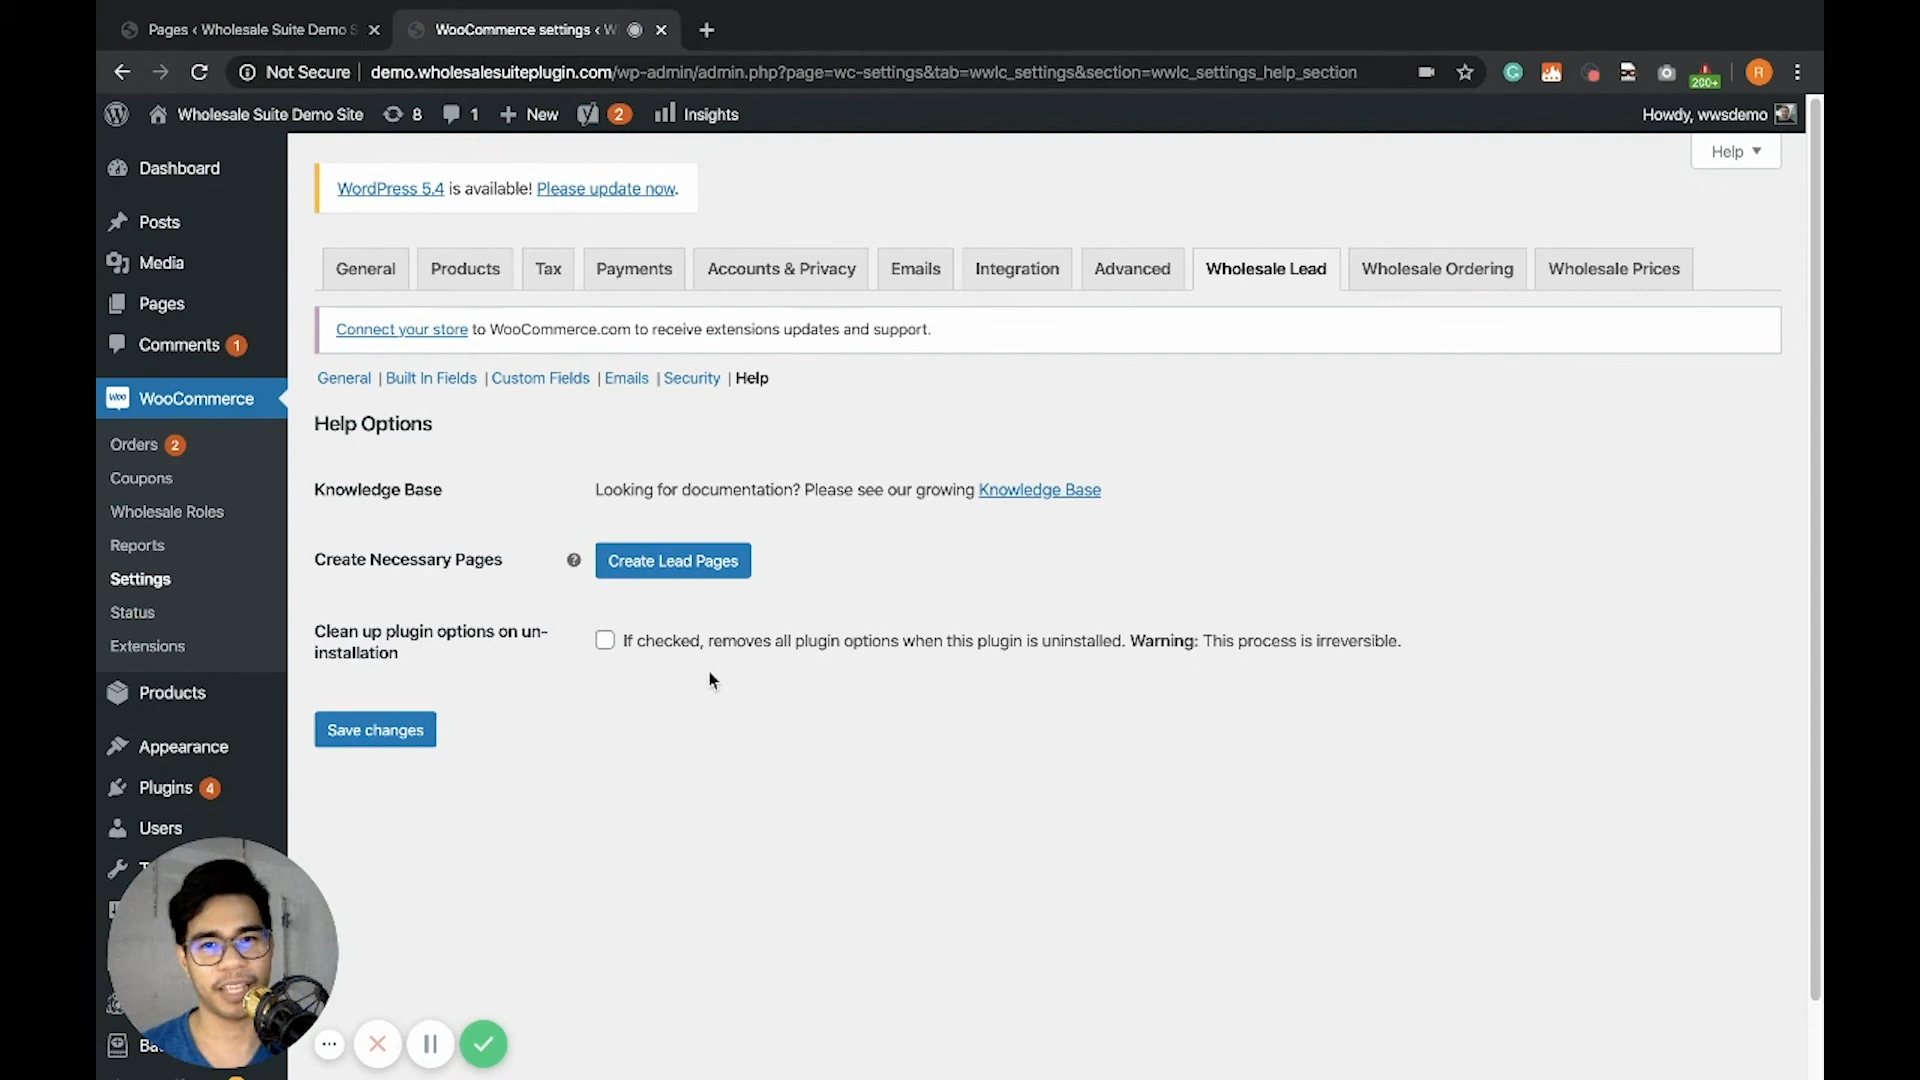 Pages ‹ Wholesale Suite Demo S
WooCommerce settings ‹ W
Not Secure
demo.wholesalesuiteplugin.com/wp-admin/admin.php?page=wc-settings&tab=wwlc_settings&section=wwlc_settings_help_section
200+
R
Wholesale Suite Demo Site
8
1
New
2
Insights
Howdy, wwsdemo
Help
Dashboard
Posts
Media
Pages
Comments 1
WooCommerce
Orders 2
Coupons
Wholesale Roles
Reports
Settings
Status
Extensions
Products
Appearance
Plugins 4
Users
WordPress 5.4 is available! Please update now.
General
Products
Tax
Payments
Accounts & Privacy
Emails
Integration
Advanced
Wholesale Lead
Wholesale Ordering
Wholesale Prices
Connect your store to WooCommerce.com to receive extensions updates and support.
General | Built In Fields | Custom Fields | Emails | Security | Help
Help Options
Knowledge Base
Looking for documentation? Please see our growing Knowledge Base
Create Necessary Pages
Create Lead Pages
Clean up plugin options on un-
installation
If checked, removes all plugin options when this plugin is uninstalled. Warning: This process is irreversible.
Save changes